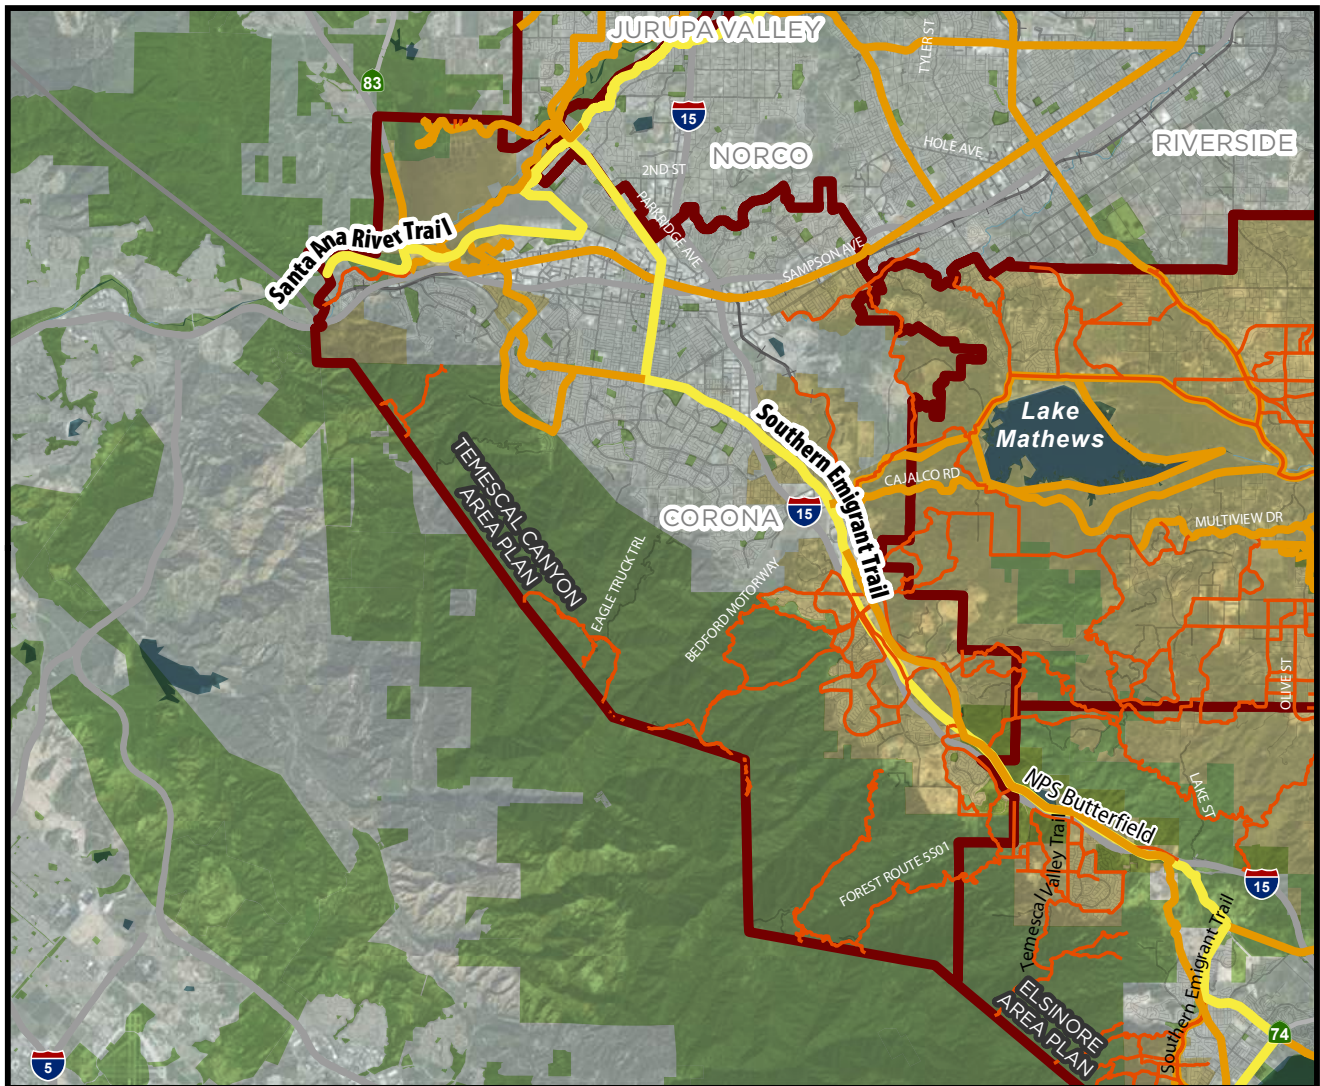 JURUPA VALLEY
TYLER ST
83
15
HOLE AVE
RIVERSIDE
NORCO
2ND ST
PARKRIDGE AVE
Santa Ana River Trail
SAMPSON AVE
Lake
Mathews
Southern Emigrant Trail
CAJALCO RD
TEMESCAL CANYON
AREA PLAN
CORONA
15
MULTIVIEW DR
EAGLE TRUCK TRL
BEDFORD MOTORWAY
OLIVE ST
NPS Butterfield
LAKE ST
Temescal Valley Trail
FOREST ROUTE 5S01
15
Southern Emigrant Trail
ELSINORE
AREA PLAN
74
5